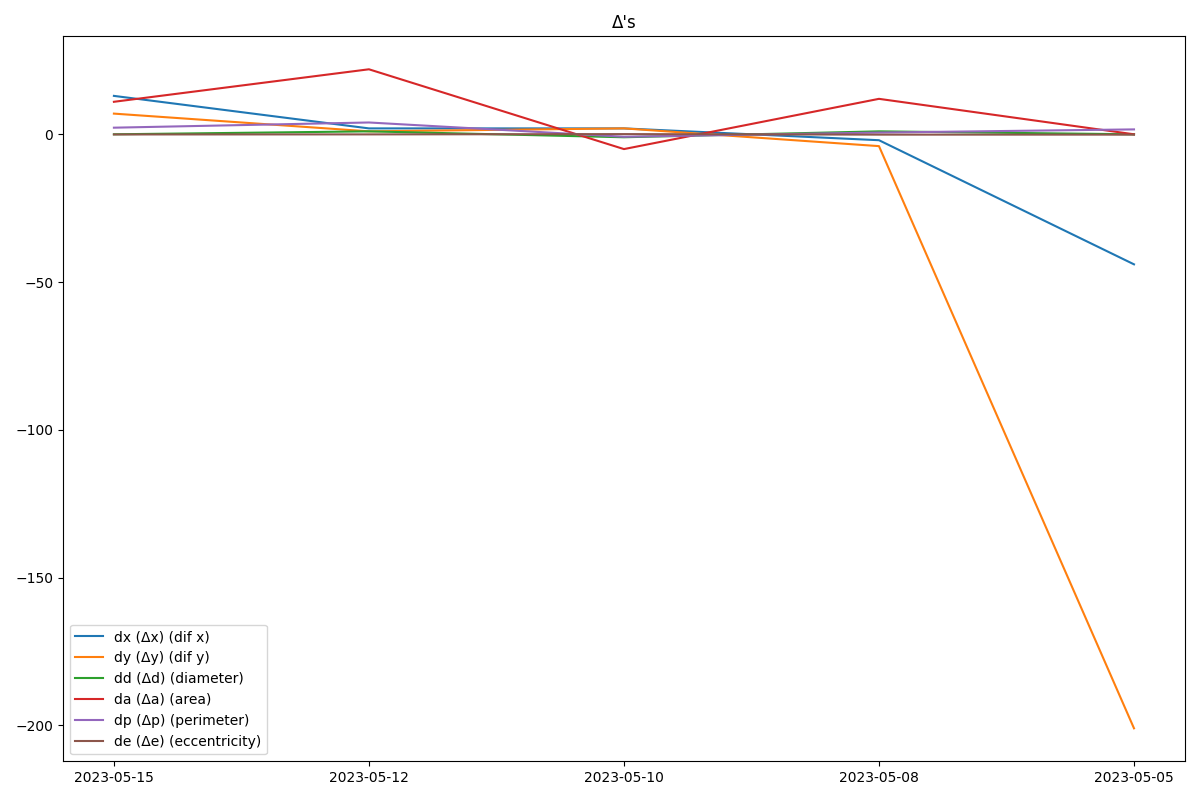 Δ's
0
−50
−100
−150
−200
dx (Δx) (dif x)
dy (Δy) (dif y)
dd (Δd) (diameter)
da (Δa) (area)
dp (Δp) (perimeter)
de (Δe) (eccentricity)
2023-05-15 2023-05-12 2023-05-10 2023-05-08 2023-05-05